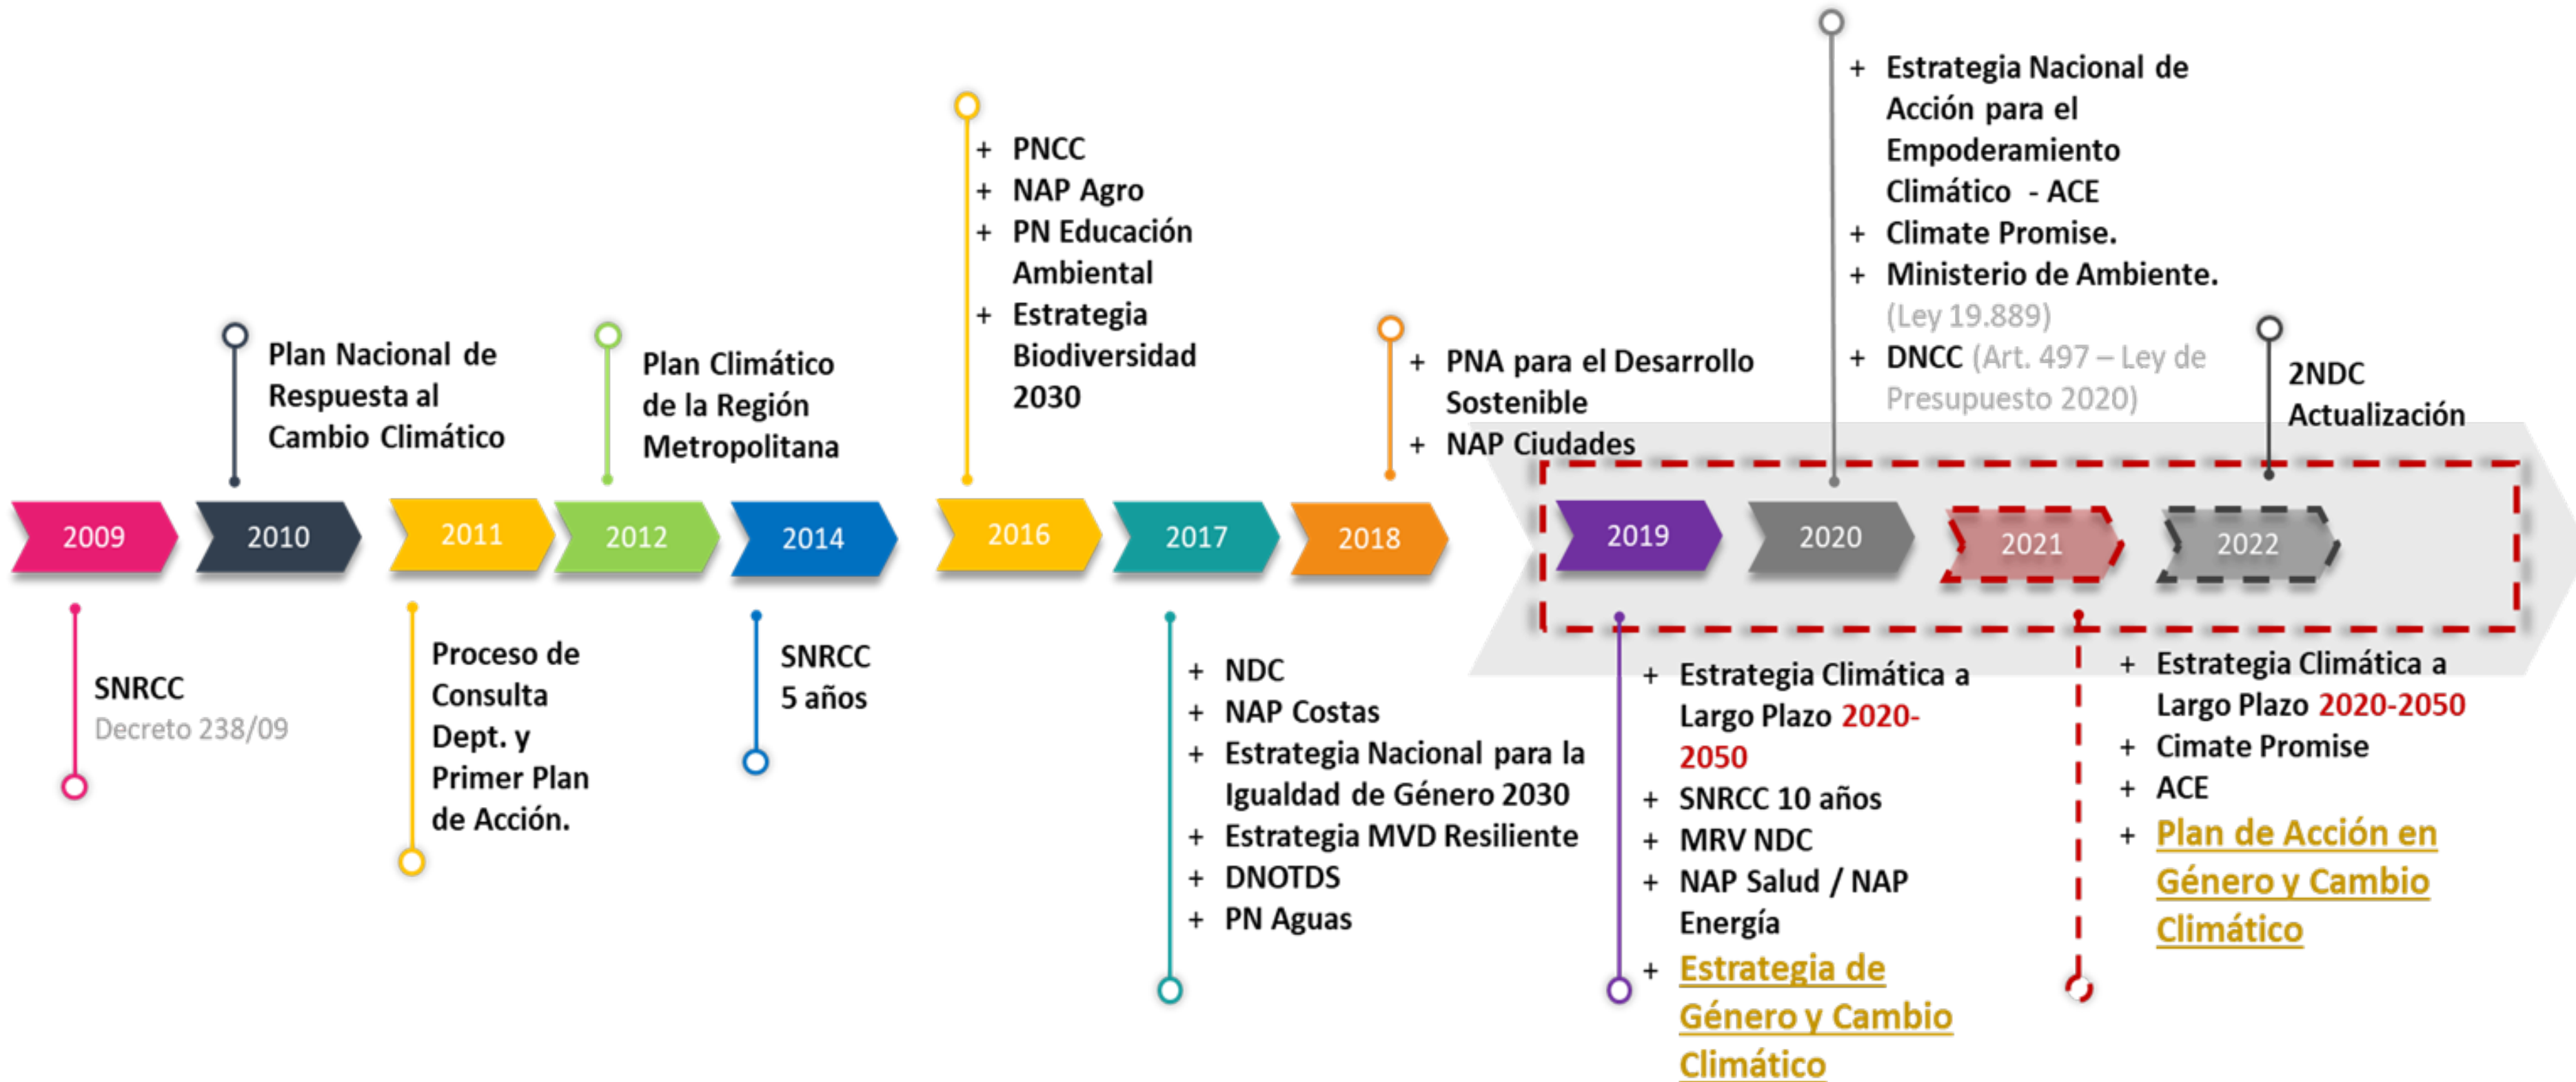 + Estrategia Nacional de
Acción para el
Empoderamiento
Climático - ACE
+ Climate Promise.
+ Ministerio de Ambiente.
(Ley 19.889)
+ DNCC (Art. 497 – Ley de
Presupuesto 2020)
+ PNCC
+ NAP Agro
+ PN Educación
Ambiental
+ Estrategia
Biodiversidad
2030
Plan Nacional de
Respuesta al
Cambio Climático
Plan Climático
de la Región
Metropolitana
+ PNA para el Desarrollo
Sostenible
+ NAP Ciudades
2NDC
Actualización
2009
2010
2011
2012
2014
2016
2017
2018
2019
2020
2021
2022
SNRCC
Decreto 238/09
Proceso de
Consulta
Dept. y
Primer Plan
de Acción.
SNRCC
5 años
+ NDC
+ NAP Costas
+ Estrategia Nacional para la
Igualdad de Género 2030
+ Estrategia MVD Resiliente
+ DNOTDS
+ PN Aguas
+ Estrategia Climática a
Largo Plazo 2020-
2050
+ SNRCC 10 años
+ MRV NDC
+ NAP Salud / NAP
Energía
+ Estrategia de
Género y Cambio
Climático
+ Estrategia Climática a
Largo Plazo 2020-2050
+ Cimate Promise
+ ACE
+ Plan de Acción en
Género y Cambio
Climático